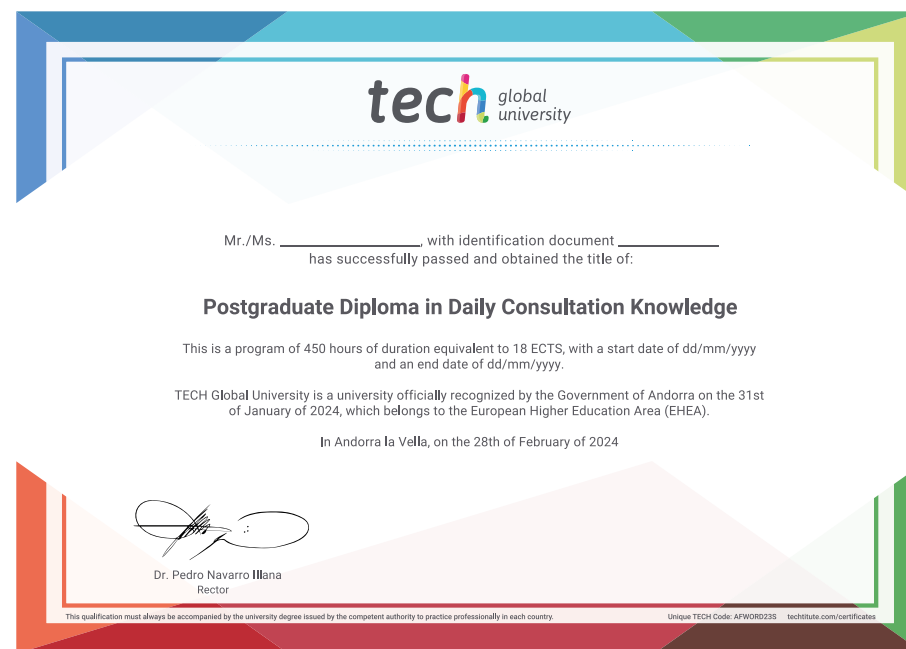 tech global university
Mr./Ms. ____________, with identification document ____________
has successfully passed and obtained the title of:
Postgraduate Diploma in Daily Consultation Knowledge
This is a program of 450 hours of duration equivalent to 18 ECTS, with a start date of dd/mm/yyyy
and an end date of dd/mm/yyyy.
TECH Global University is a university officially recognized by the Government of Andorra on the 31st
of January of 2024, which belongs to the European Higher Education Area (EHEA).
In Andorra la Vella, on the 28th of February of 2024
Dr. Pedro Navarro Illana
Rector
This qualification must always be accompanied by the university degree issued by the competent authority to practice professionally in each country.
Unique TECH Code: AFWORD23S techtitute.com/certificates